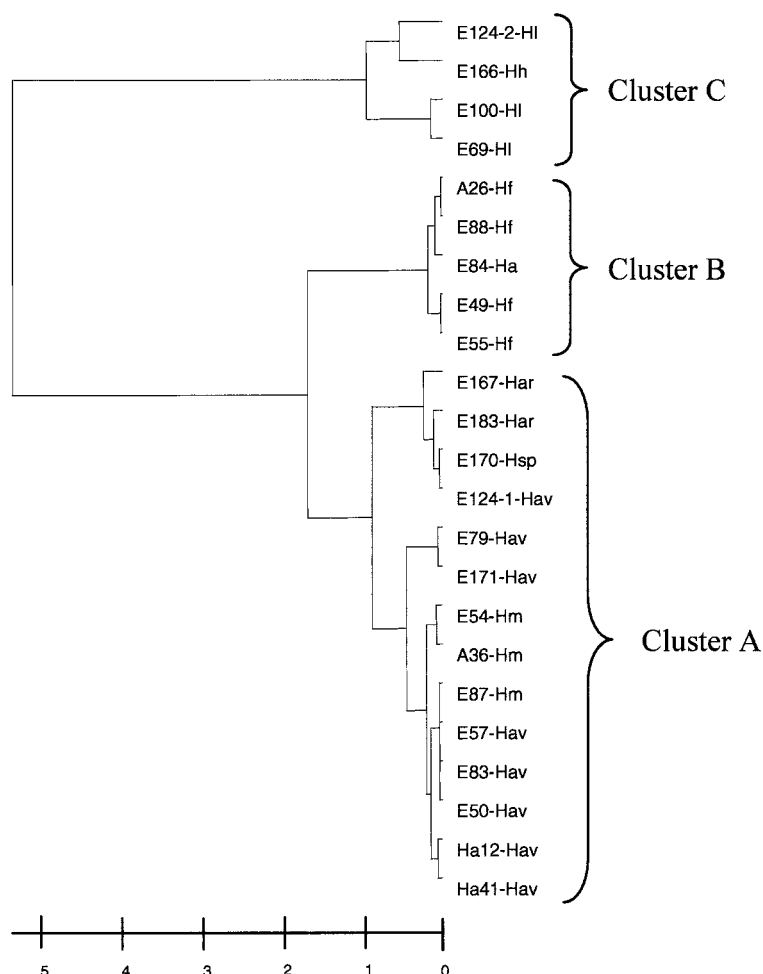 E124-2-Hl
E166-Hh
E100-Hl
E69-Hl
Cluster C
A26-Hf
E88-Hf
E84-Ha
E49-Hf
E55-Hf
Cluster B
E167-Har
E183-Har
E170-Hsp
E124-1-Hav
E79-Hav
E171-Hav
E54-Hm
A36-Hm
E87-Hm
E57-Hav
E83-Hav
E50-Hav
Ha12-Hav
Ha41-Hav
Cluster A
5 4 3 2 1 0